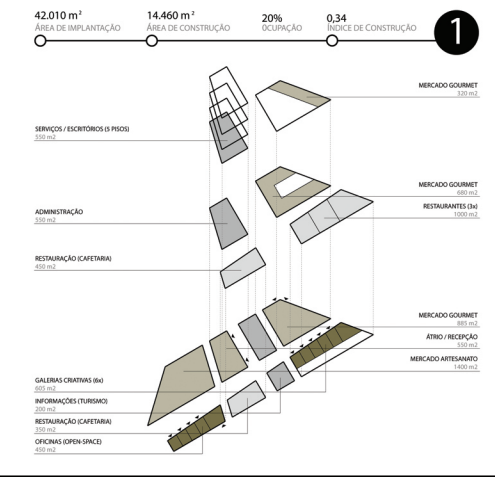 42.010 m²
ÁREA DE IMPLANTAÇÃO
14.460 m²
ÁREA DE CONSTRUÇÃO
20%
OCUPAÇÃO
0,34
ÍNDICE DE CONSTRUÇÃO
1
MERCADO GOURMET
320 m2
SERVIÇOS / ESCRITÓRIOS (5 PISOS)
550 m2
MERCADO GOURMET
680 m2
RESTAURANTES (3x)
1000 m2
ADMINISTRAÇÃO
550 m2
RESTAURAÇÃO (CAFETARIA)
450 m2
MERCADO GOURMET
885 m2
ÁTRIO / RECEPÇÃO
550 m2
MERCADO ARTESANATO
1400 m2
GALERIAS CRIATIVAS (6x)
605 m2
INFORMAÇÕES (TURISMO)
200 m2
RESTAURAÇÃO (CAFETARIA)
350 m2
OFICINAS (OPEN-SPACE)
450 m2